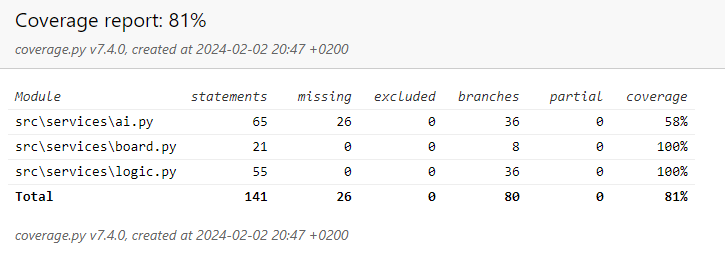 Coverage report: 81%
coverage.py v7.4.0, created at 2024-02-02 20:47 +0200
Module statements missing excluded branches partial coverage
src\services\ai.py 65 26 0 36 0 58%
src\services\board.py 21 0 0 8 0 100%
src\services\logic.py 55 0 0 36 0 100%
Total 141 26 0 80 0 81%
coverage.py v7.4.0, created at 2024-02-02 20:47 +0200